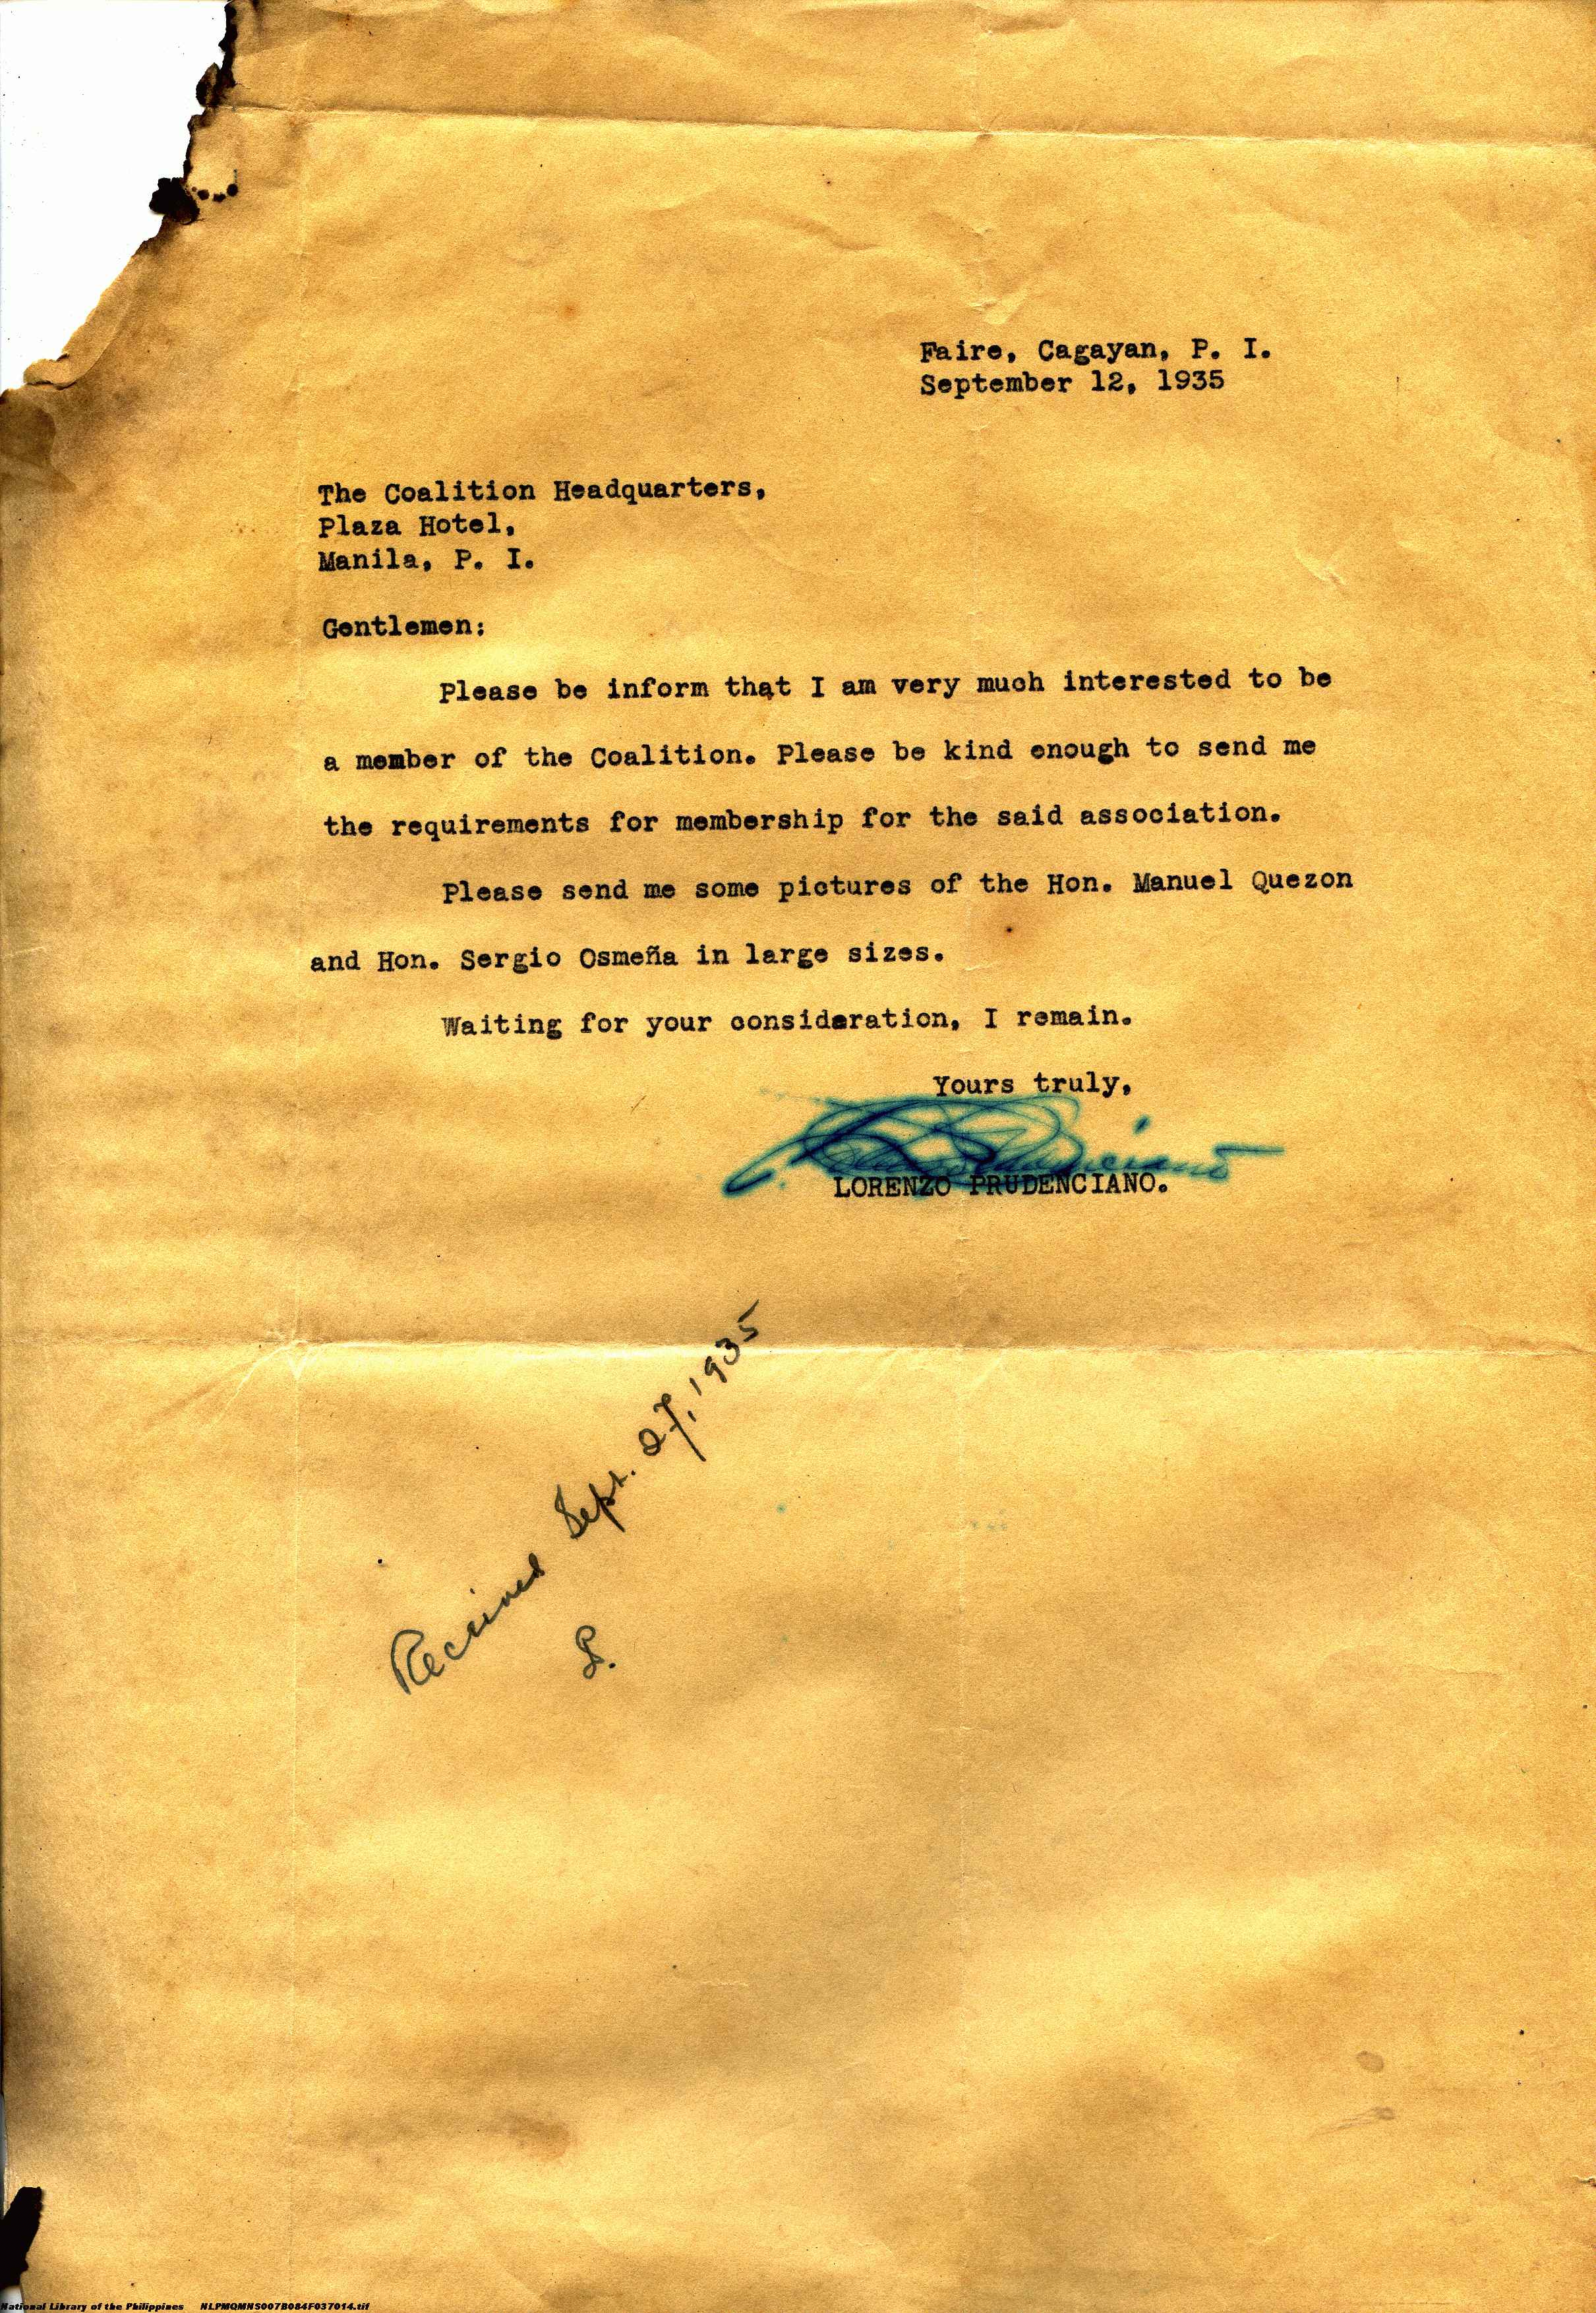 Faire, Cagayan, P. I.
September 12, 1935
The Coalition Headquarters,
Plaza Hotel,
Manila, P. I.
Gentlemen:
Please be inform that I am very much interested to be
a member of the Coalition. Please be kind enough to send me
the requirements for membership for the said association.
Please send me some pictures of the Hon. Manuel Quezon
and Hon. Sergio Osmeña in large sizes.
Waiting for your consideration, I remain.
Yours truly,
Lorenzo Prudenciano
LORENZO PRUDENCIANO.
Received Sept. 27, 1935
National Library of the Philippines NLPMQMNS007B084F037014.tif